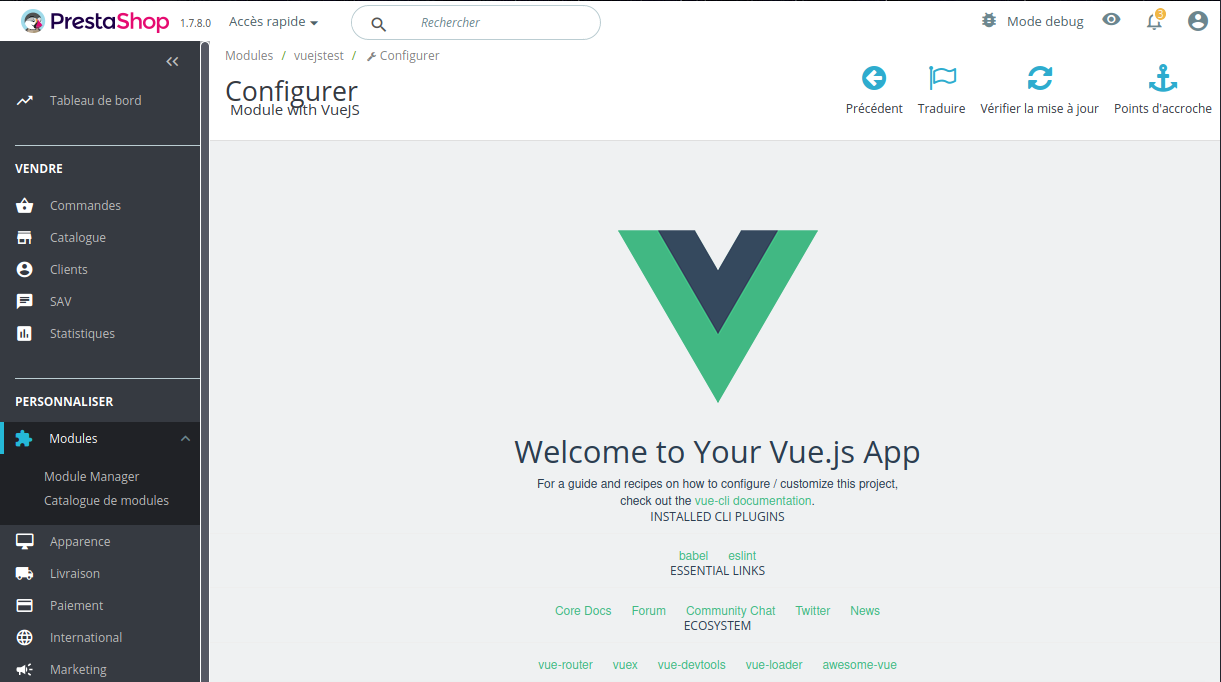 PrestaShop 1.7.8.0 Accès rapide Rechercher Mode debug 3
Modules / vuejstest / Configurer
Configurer
Module with VueJS
Précédent Traduire Vérifier la mise à jour Points d'accroche
Tableau de bord
VENDRE
Commandes
Catalogue
Clients
SAV
Statistiques
PERSONNALISER
Modules
Module Manager
Catalogue de modules
Apparence
Livraison
Paiement
International
Marketing
Welcome to Your Vue.js App
For a guide and recipes on how to configure / customize this project,
check out the vue-cli documentation.
INSTALLED CLI PLUGINS
babel eslint
ESSENTIAL LINKS
Core Docs Forum Community Chat Twitter News
ECOSYSTEM
vue-router vuex vue-devtools vue-loader awesome-vue